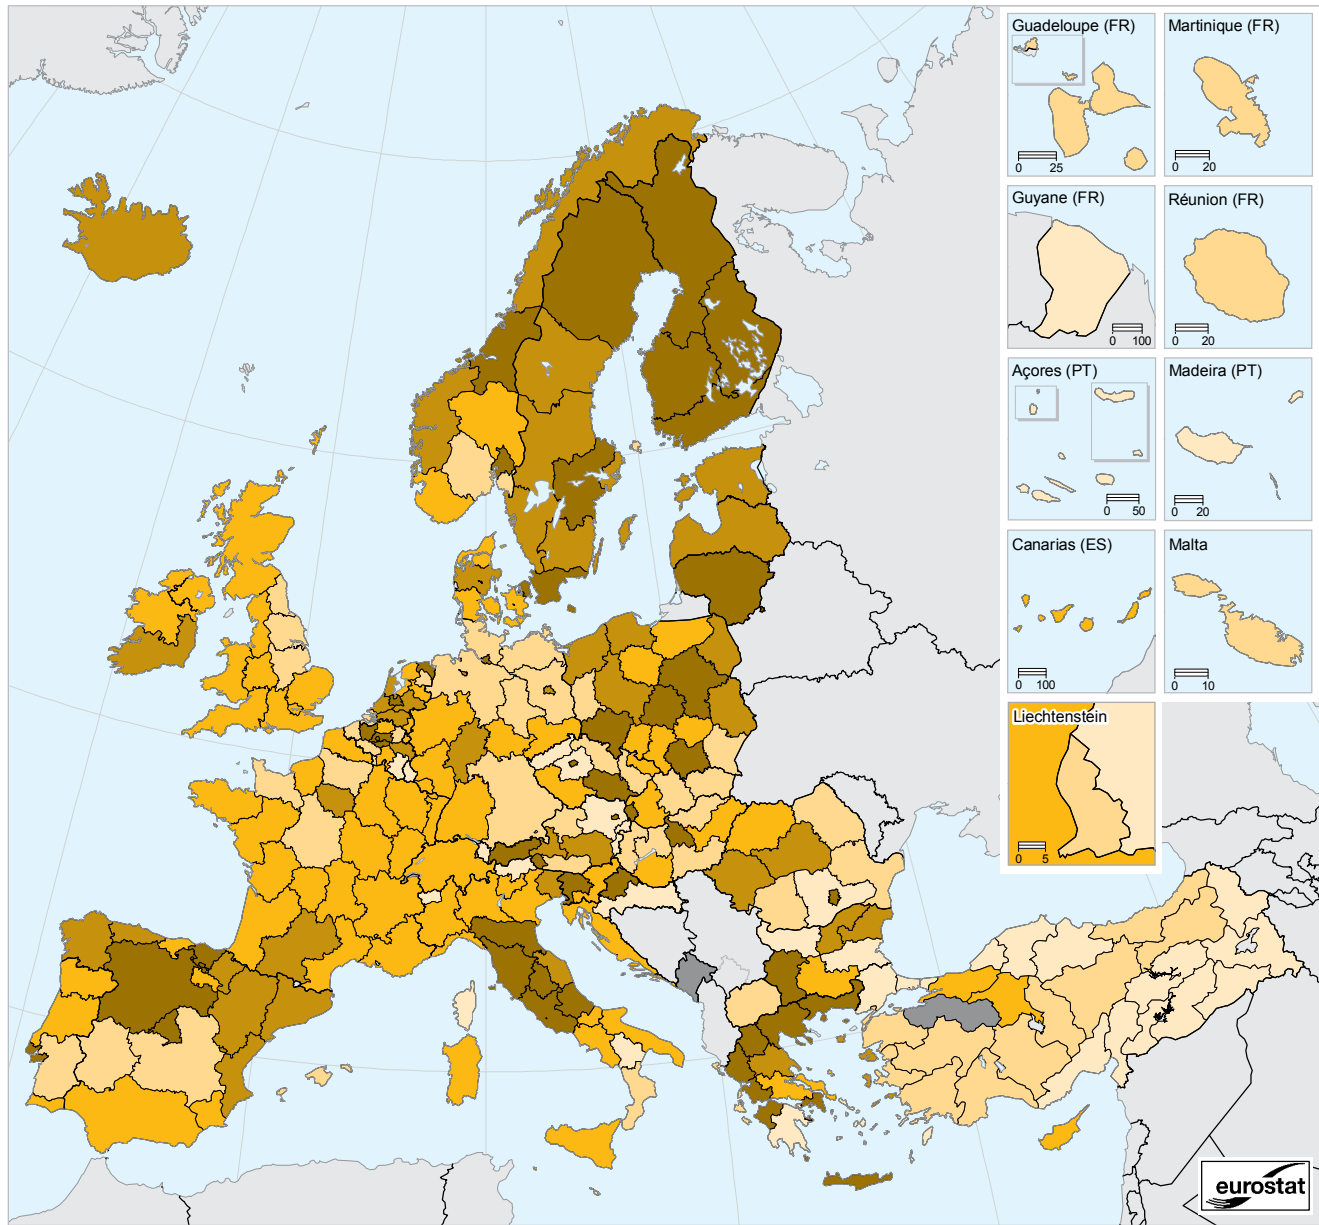 Guadeloupe (FR)
0 25
Martinique (FR)
0 20
Guyane (FR)
0 100
Réunion (FR)
0 20
Açores (PT)
0 50
Madeira (PT)
0 20
Canarias (ES)
0 100
Malta
0 10
Liechtenstein
0 5
eurostat